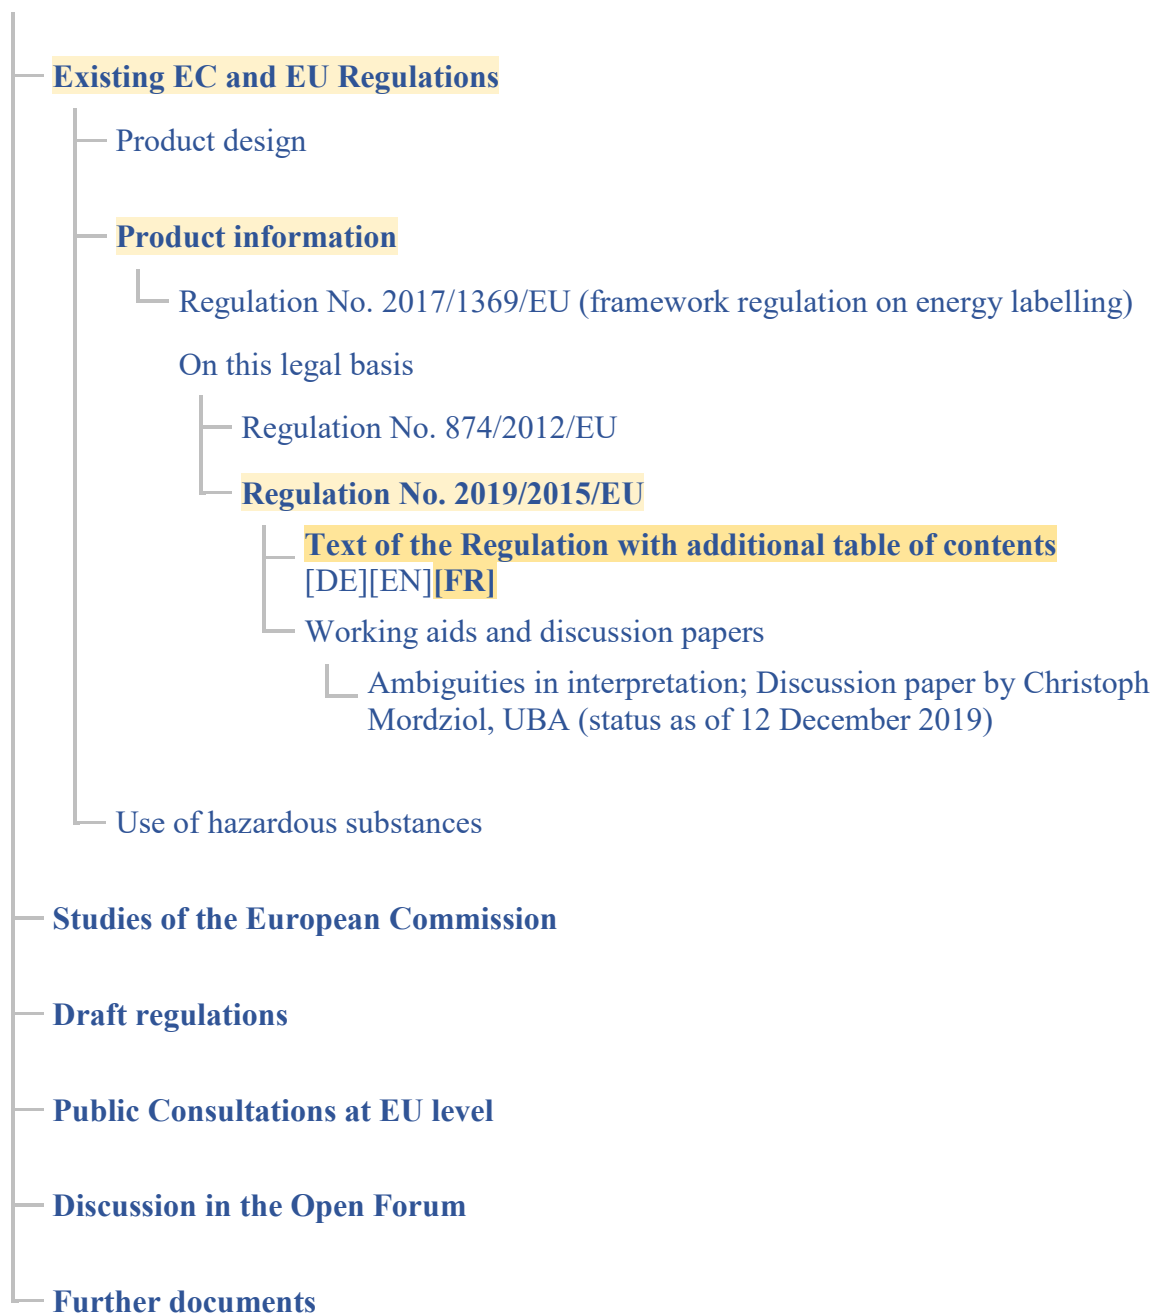 Existing EC and EU Regulations
Product design
Product information
Regulation No. 2017/1369/EU (framework regulation on energy labelling)
On this legal basis
Regulation No. 874/2012/EU
Regulation No. 2019/2015/EU
Text of the Regulation with additional table of contents
[DE][EN][FR]
Working aids and discussion papers
Ambiguities in interpretation; Discussion paper by Christoph
Mordziol, UBA (status as of 12 December 2019)
Use of hazardous substances
Studies of the European Commission
Draft regulations
Public Consultations at EU level
Discussion in the Open Forum
Further documents